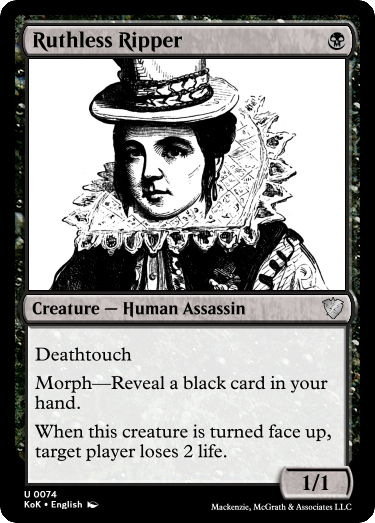 Ruthless Ripper
Creature — Human Assassin
Deathtouch
Morph—Reveal a black card in your
hand.
When this creature is turned face up,
target player loses 2 life.
1/1
U 0074
KoK • English
Mackenzie, McGrath & Associates LLC